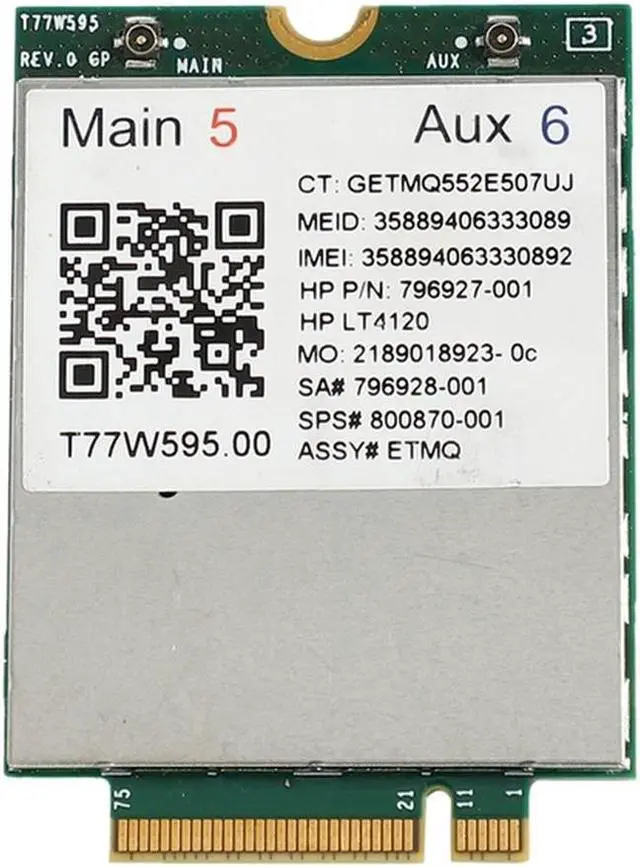 T77W595
REV.0 GP
MAIN
AUX
3
Main 5
Aux 6
CT: GETMQ552E507UJ
MEID: 35889406333089
IMEI: 358894063330892
HP P/N: 796927-001
HP LT4120
MO: 2189018923- 0c
SA# 796928-001
SPS# 800870-001
ASSY# ETMQ
T77W595.00
75
21
11
1